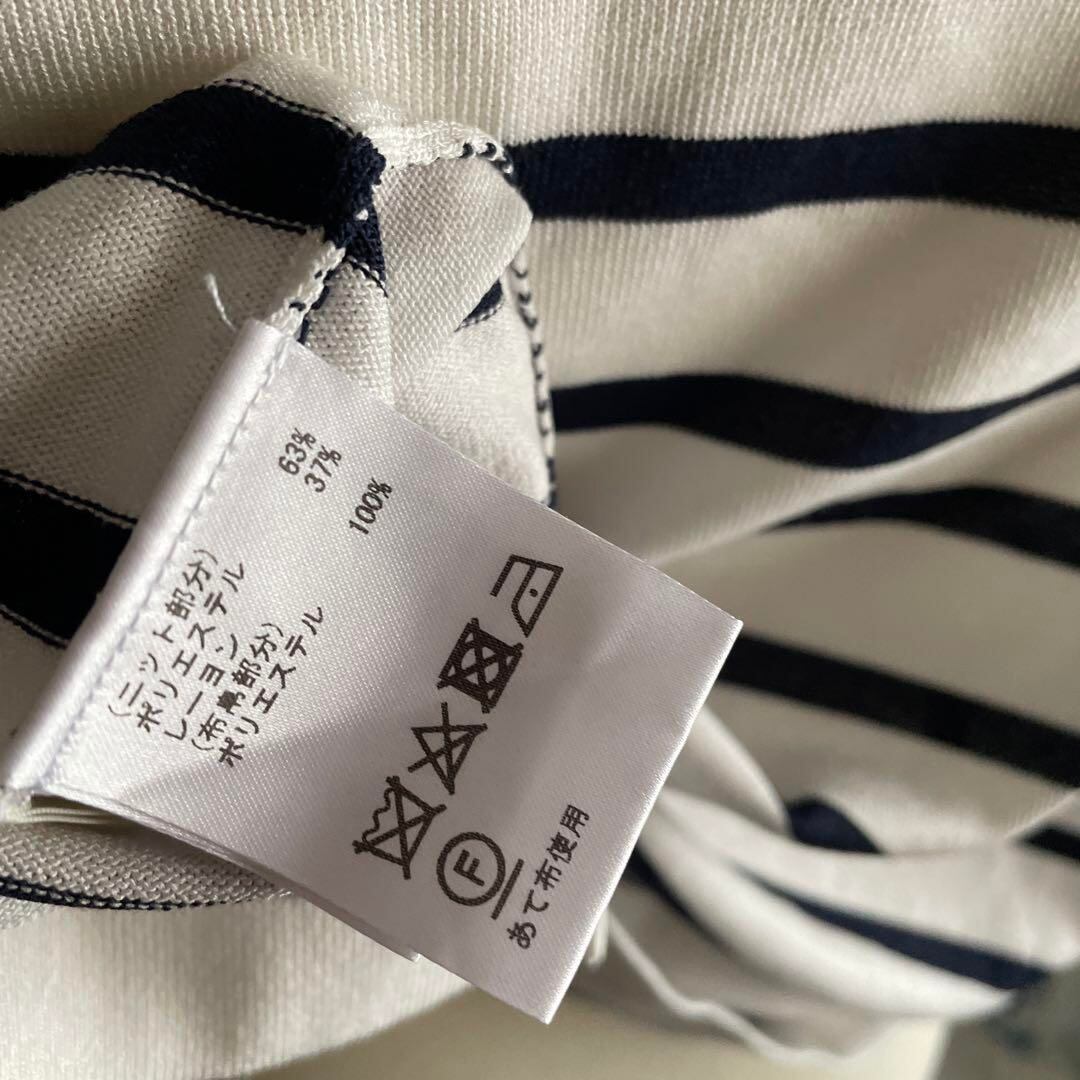 (ニット部分)
ポリエステル 63%
レーヨン 37%
(布帛部分)
ポリエステル 100%
F
あて布使用